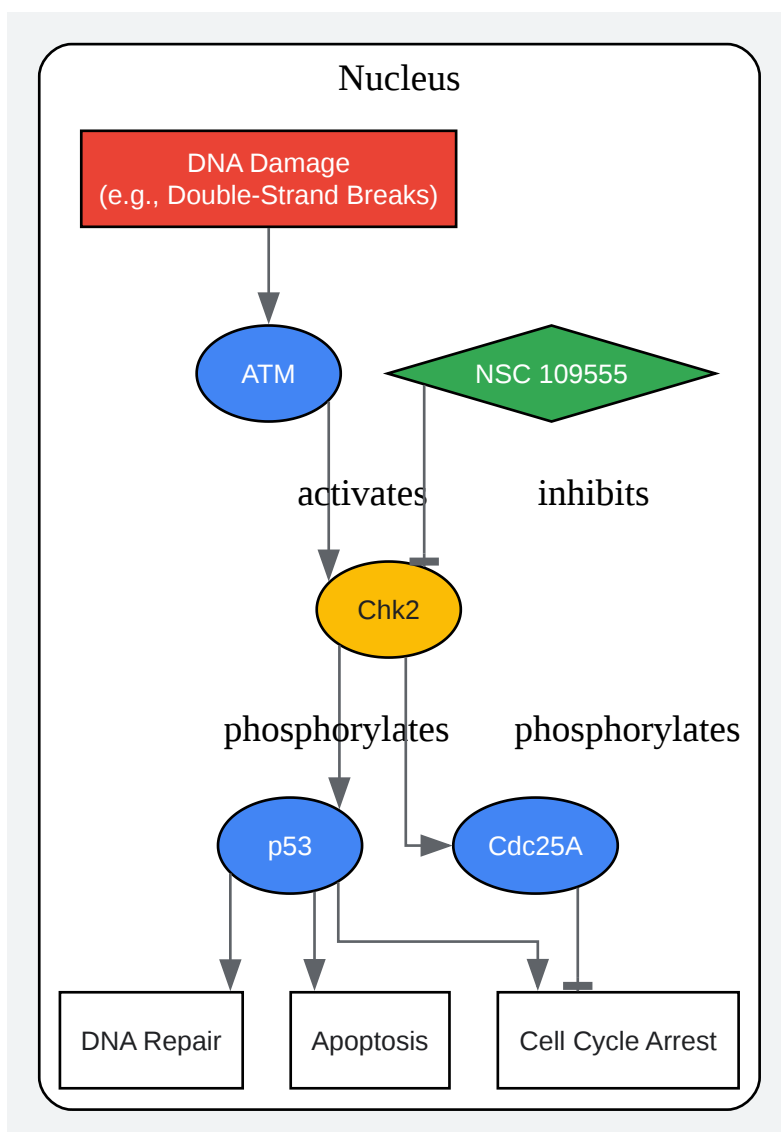 Nucleus
DNA Damage
(e.g., Double-Strand Breaks)
ATM
NSC 109555
activates
inhibits
Chk2
phosphorylates
phosphorylates
p53
Cdc25A
DNA Repair
Apoptosis
Cell Cycle Arrest